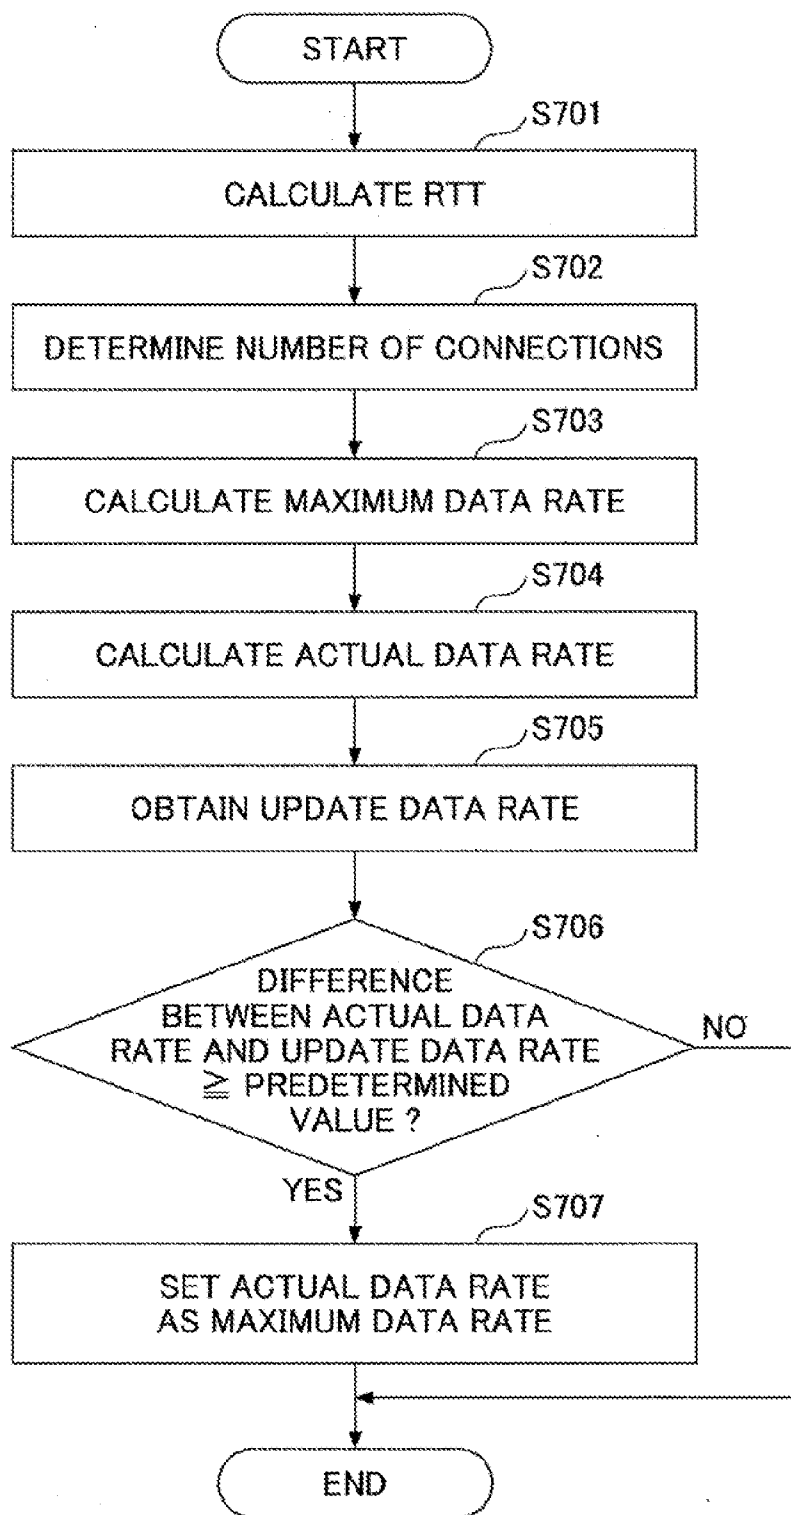 START
S701
CALCULATE RTT
S702
DETERMINE NUMBER OF CONNECTIONS
S703
CALCULATE MAXIMUM DATA RATE
S704
CALCULATE ACTUAL DATA RATE
S705
OBTAIN UPDATE DATA RATE
S706
DIFFERENCE
BETWEEN ACTUAL DATA
RATE AND UPDATE DATA RATE
≧ PREDETERMINED
VALUE ?
NO
YES
S707
SET ACTUAL DATA RATE
AS MAXIMUM DATA RATE
END